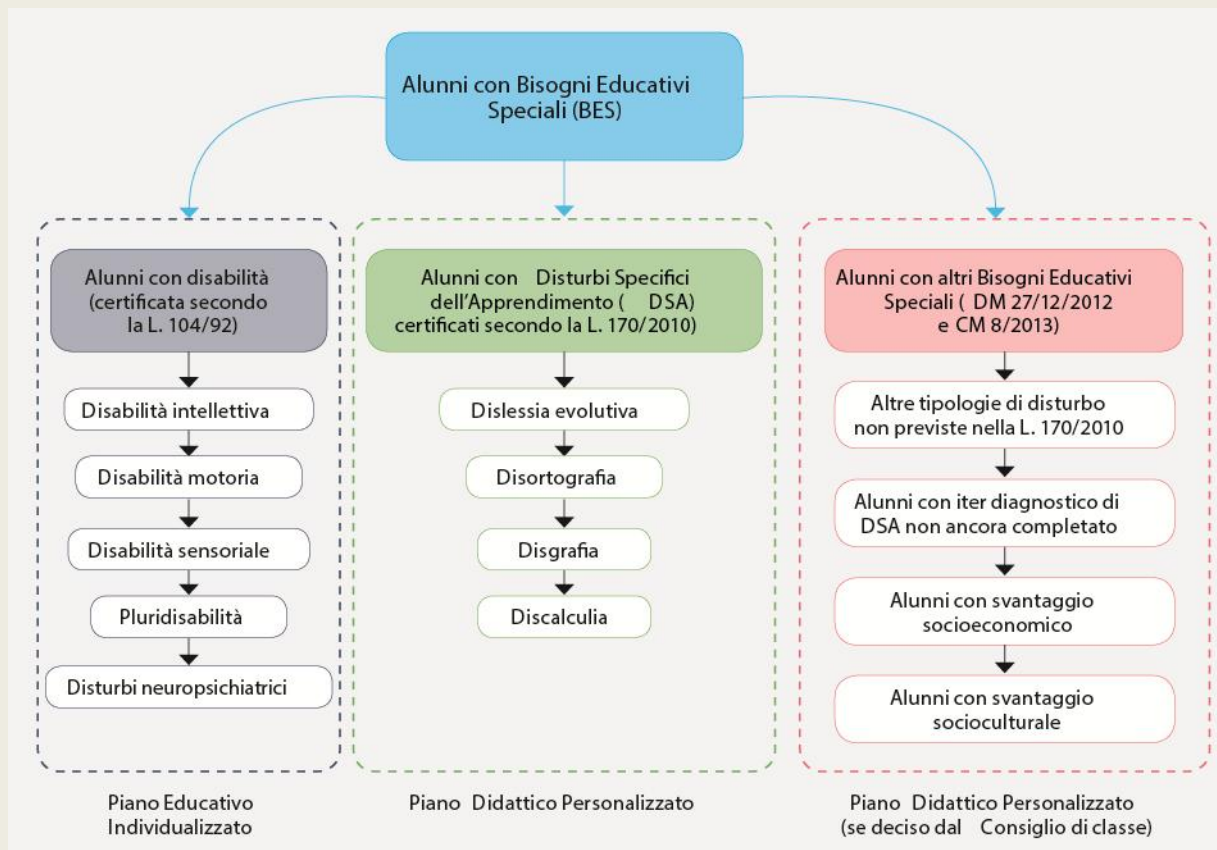 Alunni con Bisogni Educativi
Speciali (BES)
Alunni con disabilità
(certificata secondo
la L. 104/92)
Disabilità intellettiva
Disabilità motoria
Disabilità sensoriale
Pluridisabilità
Disturbi neuropsichiatrici
Piano Educativo
Individualizzato
Alunni con Disturbi Specifici
dell'Apprendimento ( DSA)
certificati secondo la L. 170/2010)
Dislessia evolutiva
Disortografia
Disgrafia
Discalculia
Piano Didattico Personalizzato
Alunni con altri Bisogni Educativi
Speciali ( DM 27/12/2012
e CM 8/2013)
Altre tipologie di disturbo
non previste nella L. 170/2010
Alunni con iter diagnostico di
DSA non ancora completato
Alunni con svantaggio
socioeconomico
Alunni con svantaggio
socioculturale
Piano Didattico Personalizzato
(se deciso dal Consiglio di classe)